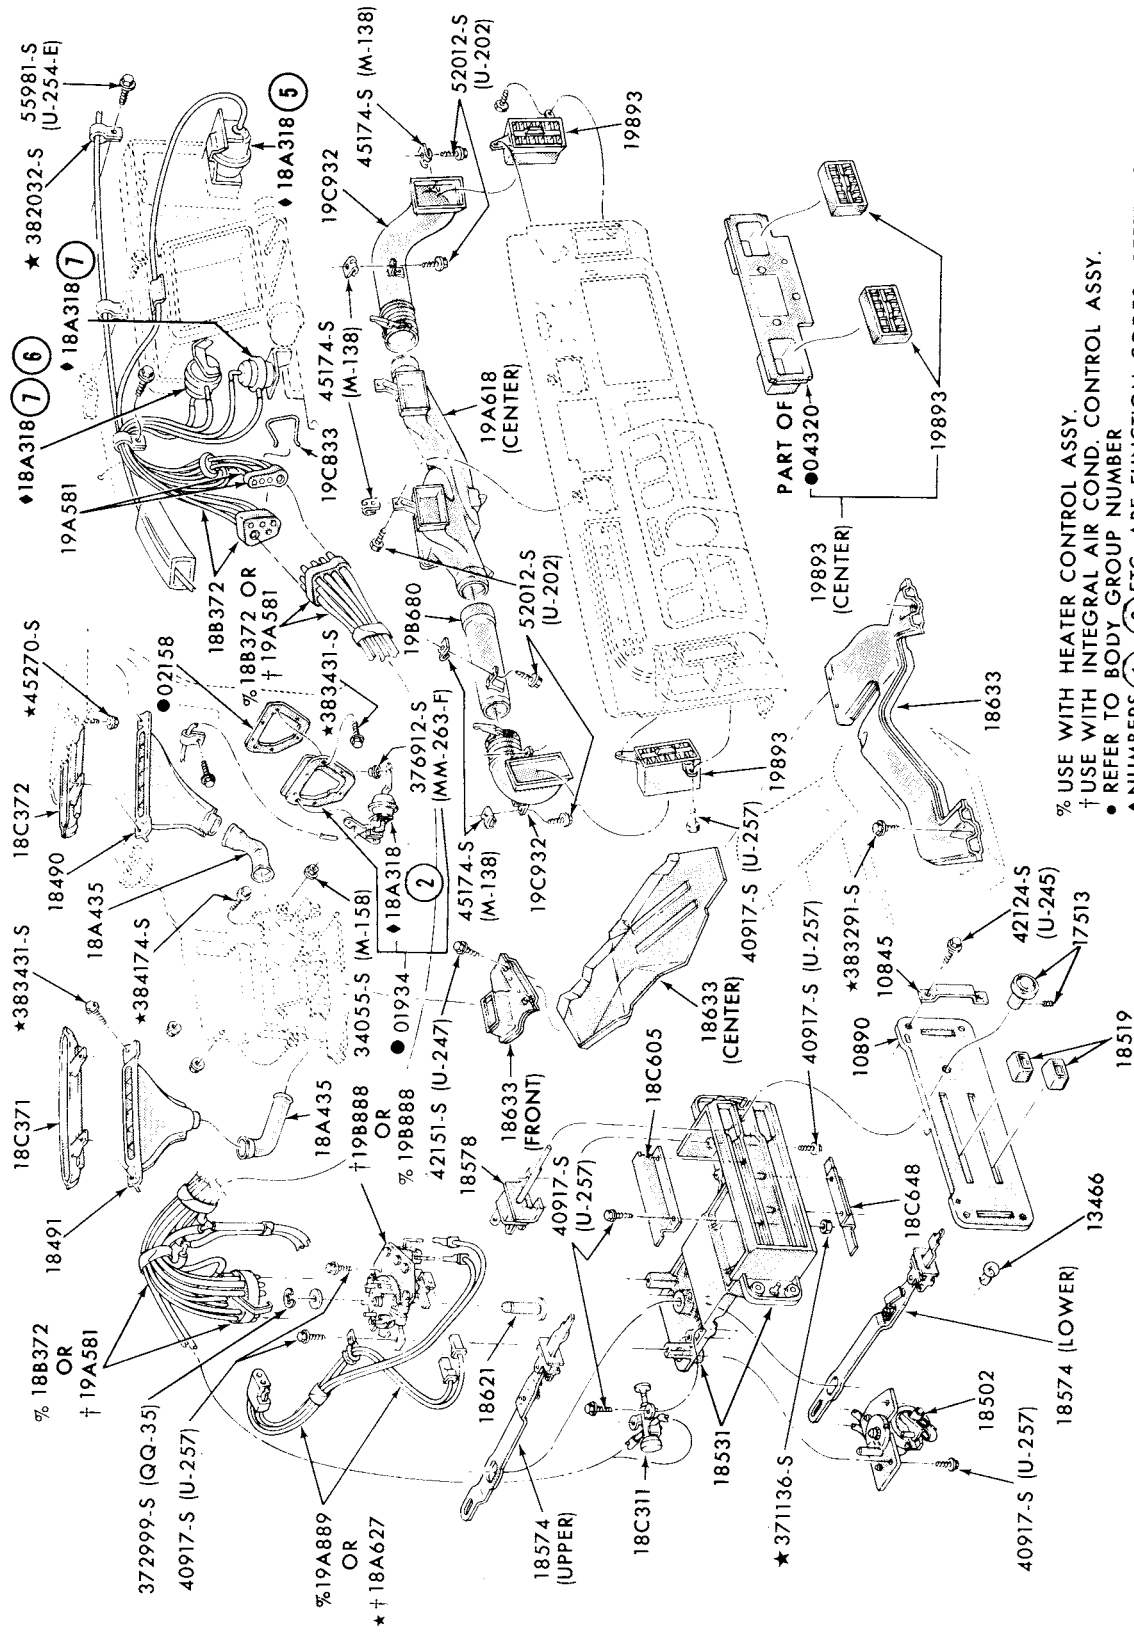 ★ 382032-S
55981-S
(U-254-E)
♦18A318 (7) (6)
♦ 18A318 (7)
♦ 18A318 (5)
19A581
19C833
18B372
% 18B372 OR
† 19A581
45174-S
(M-138)
19C932
45174-S (M-138)
52012-S
(U-202)
19893
19A618
(CENTER)
19B680
52012-S
(U-202)
★45270-S
●02158
★383431-S
376912-S
(MM-263-F)
♦18A318
(2)
● 01934
34055-S (M-158)
45174-S
(M-138)
19C932
19893
40917-S (U-257)
PART OF
●04320
19893
19893
(CENTER)
18C372
18490
18A435
★384174-S
★383431-S
18C371
18491
18A435
†19B888
OR
% 19B888
42151-S (U-247)
18578
18633
(FRONT)
18633
(CENTER)
18633
★383291-S
40917-S (U-257)
10845
10890
42124-S
(U-245)
17513
18519
% 18B372
OR
† 19A581
372999-S (QQ-35)
40917-S (U-257)
%19A889
OR
★†18A627
18621
18574
(UPPER)
18C311
18531
40917-S
(U-257)
18C605
18C648
★371136-S
13466
18574 (LOWER)
18502
40917-S (U-257)
% USE WITH HEATER CONTROL ASSY.
† USE WITH INTEGRAL AIR COND. CONTROL ASSY.
● REFER TO BODY GROUP NUMBER